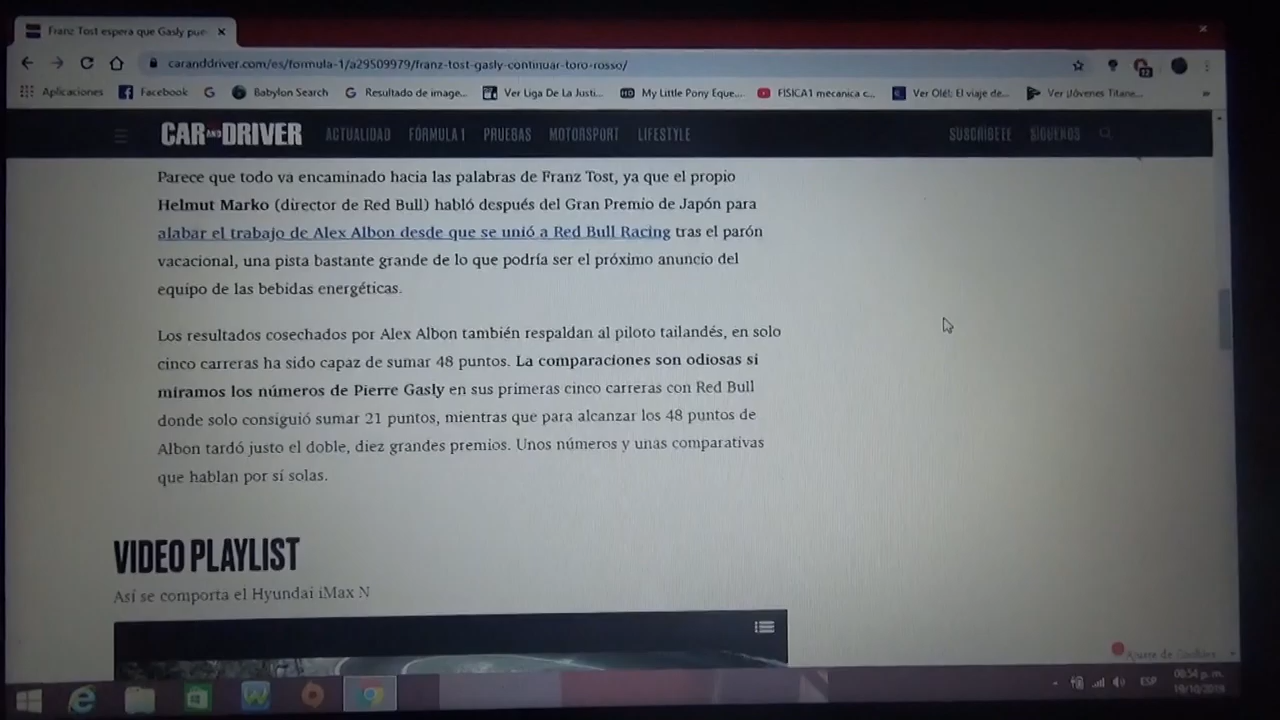 Franz Tost espera que Gasly pue
caranddriver.com/es/formula-1/a29509979/franz-tost-gasly-continuar-toro-rosso/
12
Aplicaciones Facebook Babylon Search Resultado de image... Ver Liga De La Justi... My Little Pony Eque... FISICA1 mecanica c... Ver Olé!: El viaje de... Ver ¡Jóvenes Titane...
CAR AND DRIVER ACTUALIDAD FÓRMULA 1 PRUEBAS MOTORSPORT LIFESTYLE SUSCRÍBETE SÍGUENOS
Parece que todo va encaminado hacia las palabras de Franz Tost, ya que el propio
Helmut Marko (director de Red Bull) habló después del Gran Premio de Japón para
alabar el trabajo de Alex Albon desde que se unió a Red Bull Racing tras el parón
vacacional, una pista bastante grande de lo que podría ser el próximo anuncio del
equipo de las bebidas energéticas.
Los resultados cosechados por Alex Albon también respaldan al piloto tailandés, en solo
cinco carreras ha sido capaz de sumar 48 puntos. La comparaciones son odiosas si
miramos los números de Pierre Gasly en sus primeras cinco carreras con Red Bull
donde solo consiguió sumar 21 puntos, mientras que para alcanzar los 48 puntos de
Albon tardó justo el doble, diez grandes premios. Unos números y unas comparativas
que hablan por sí solas.
VIDEO PLAYLIST
Así se comporta el Hyundai iMax N
Ajuste de Cookies
ESP
08:54 p. m.
19/10/2019